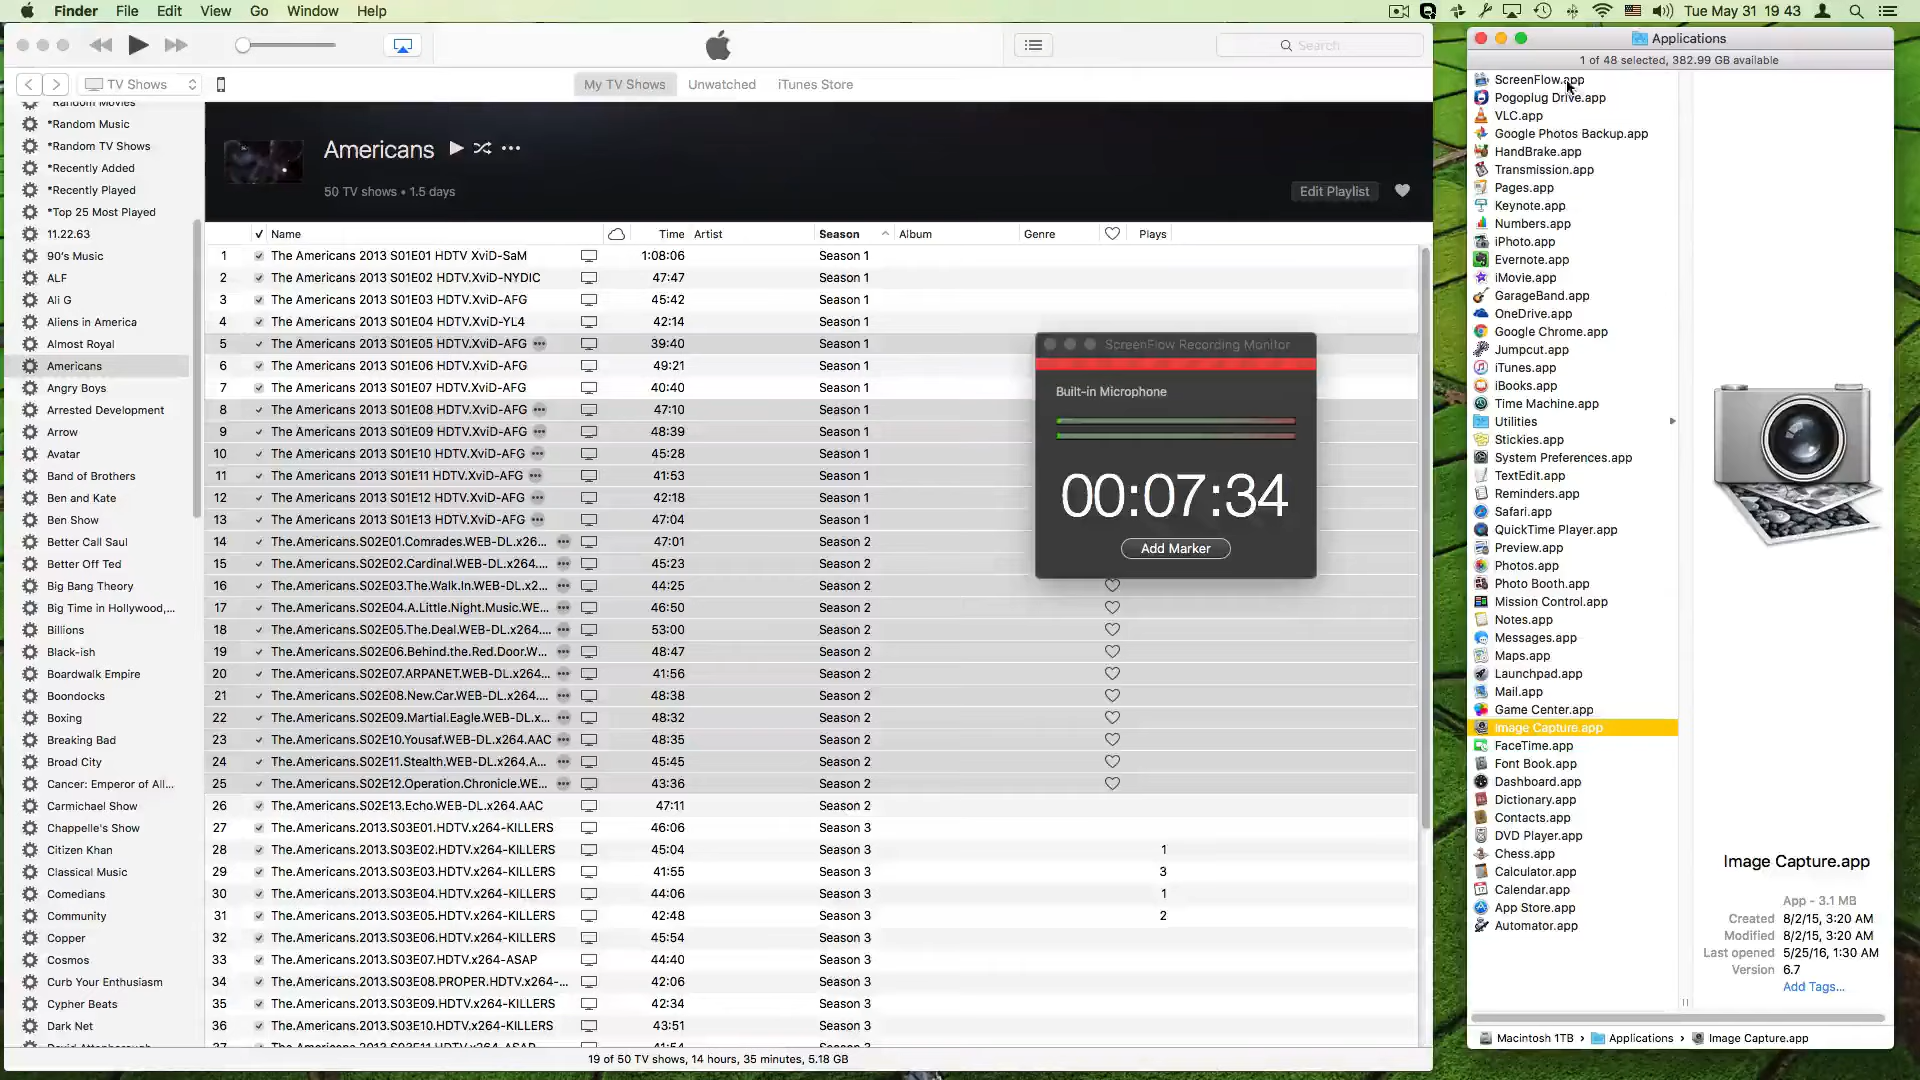 Finder File Edit View Go Window Help
Tue May 31 19 43
TV Shows
My TV Shows Unwatched iTunes Store
Search
*Random Movies
*Random Music
*Random TV Shows
*Recently Added
*Recently Played
*Top 25 Most Played
11.22.63
90's Music
ALF
Ali G
Aliens in America
Almost Royal
Americans
Angry Boys
Arrested Development
Arrow
Avatar
Band of Brothers
Ben and Kate
Ben Show
Better Call Saul
Better Off Ted
Big Bang Theory
Big Time in Hollywood,...
Billions
Black-ish
Boardwalk Empire
Boondocks
Boxing
Breaking Bad
Broad City
Cancer: Emperor of All...
Carmichael Show
Chappelle's Show
Citizen Khan
Classical Music
Comedians
Community
Copper
Cosmos
Curb Your Enthusiasm
Cypher Beats
Dark Net
Americans
50 TV shows • 1.5 days
Edit Playlist
Name Time Artist Season Album Genre Plays
1 The Americans 2013 S01E01 HDTV XviD-SaM 1:08:06 Season 1
2 The Americans 2013 S01E02 HDTV.XviD-NYDIC 47:47 Season 1
3 The Americans 2013 S01E03 HDTV.XviD-AFG 45:42 Season 1
4 The Americans 2013 S01E04 HDTV.XviD-YL4 42:14 Season 1
5 The Americans 2013 S01E05 HDTV.XviD-AFG 39:40 Season 1
6 The Americans 2013 S01E06 HDTV.XviD-AFG 49:21 Season 1
7 The Americans 2013 S01E07 HDTV.XviD-AFG 40:40 Season 1
8 The Americans 2013 S01E08 HDTV.XviD-AFG 47:10 Season 1
9 The Americans 2013 S01E09 HDTV.XviD-AFG 48:39 Season 1
10 The Americans 2013 S01E10 HDTV.XviD-AFG 45:28 Season 1
11 The Americans 2013 S01E11 HDTV.XviD-AFG 41:53 Season 1
12 The Americans 2013 S01E12 HDTV.XviD-AFG 42:18 Season 1
13 The Americans 2013 S01E13 HDTV.XviD-AFG 47:04 Season 1
14 The.Americans.S02E01.Comrades.WEB-DL.x26... 47:01 Season 2
15 The.Americans.S02E02.Cardinal.WEB-DL.x264.... 45:23 Season 2
16 The.Americans.S02E03.The.Walk.In.WEB-DL.x2... 44:25 Season 2
17 The.Americans.S02E04.A.Little.Night.Music.WE... 46:50 Season 2
18 The.Americans.S02E05.The.Deal.WEB-DL.x264.... 53:00 Season 2
19 The.Americans.S02E06.Behind.the.Red.Door.W... 48:47 Season 2
20 The.Americans.S02E07.ARPANET.WEB-DL.x264.... 41:56 Season 2
21 The.Americans.S02E08.New.Car.WEB-DL.x264.... 48:38 Season 2
22 The.Americans.S02E09.Martial.Eagle.WEB-DL.x... 48:32 Season 2
23 The.Americans.S02E10.Yousaf.WEB-DL.x264.AAC 48:35 Season 2
24 The.Americans.S02E11.Stealth.WEB-DL.x264.A... 45:45 Season 2
25 The.Americans.S02E12.Operation.Chronicle.WE... 43:36 Season 2
26 The.Americans.S02E13.Echo.WEB-DL.x264.AAC 47:11 Season 2
27 The.Americans.2013.S03E01.HDTV.x264-KILLERS 46:06 Season 3
28 The.Americans.2013.S03E02.HDTV.x264-KILLERS 45:04 Season 3 1
29 The.Americans.2013.S03E03.HDTV.x264-KILLERS 41:55 Season 3 3
30 The.Americans.2013.S03E04.HDTV.x264-KILLERS 44:06 Season 3 1
31 The.Americans.2013.S03E05.HDTV.x264-KILLERS 42:48 Season 3 2
32 The.Americans.2013.S03E06.HDTV.x264-KILLERS 45:54 Season 3
33 The.Americans.2013.S03E07.HDTV.x264-ASAP 44:40 Season 3
34 The.Americans.2013.S03E08.PROPER.HDTV.x264-... 42:06 Season 3
35 The.Americans.2013.S03E09.HDTV.x264-KILLERS 42:34 Season 3
36 The.Americans.2013.S03E10.HDTV.x264-KILLERS 43:51 Season 3
19 of 50 TV shows, 14 hours, 35 minutes, 5.18 GB
ScreenFlow Recording Monitor
Built-in Microphone
00:07:34
Add Marker
Applications
1 of 48 selected, 382.99 GB available
ScreenFlow.app
Pogoplug Drive.app
VLC.app
Google Photos Backup.app
HandBrake.app
Transmission.app
Pages.app
Keynote.app
Numbers.app
iPhoto.app
Evernote.app
iMovie.app
GarageBand.app
OneDrive.app
Google Chrome.app
Jumpcut.app
iTunes.app
iBooks.app
Time Machine.app
Utilities
Stickies.app
System Preferences.app
TextEdit.app
Reminders.app
Safari.app
QuickTime Player.app
Preview.app
Photos.app
Photo Booth.app
Mission Control.app
Notes.app
Messages.app
Maps.app
Launchpad.app
Mail.app
Game Center.app
Image Capture.app
FaceTime.app
Font Book.app
Dashboard.app
Dictionary.app
Contacts.app
DVD Player.app
Chess.app
Calculator.app
Calendar.app
App Store.app
Automator.app
Image Capture.app
App - 3.1 MB
Created 8/2/15, 3:20 AM
Modified 8/2/15, 3:20 AM
Last opened 5/25/16, 1:30 AM
Version 6.7
Add Tags...
Macintosh 1TB › Applications › Image Capture.app